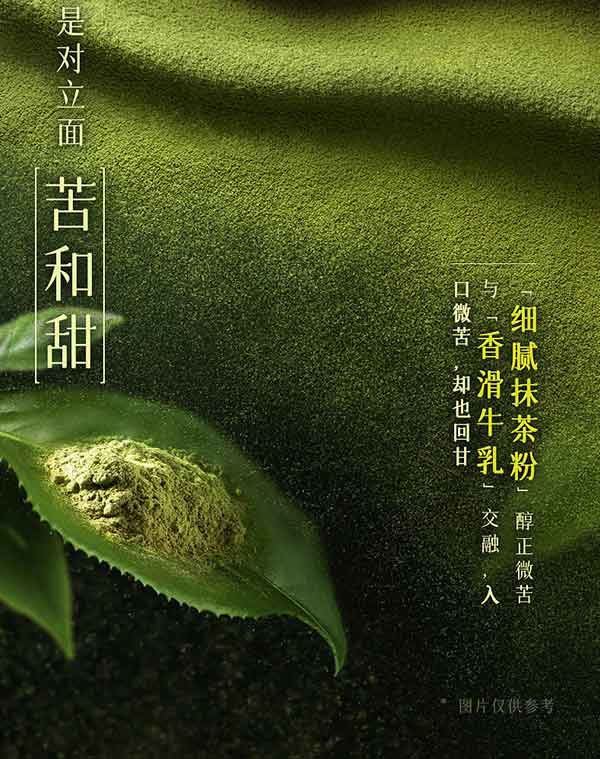 是对立面
苦和甜
「细腻抹茶粉」醇正微苦
与「香滑牛乳」交融,入
口微苦,却也回甘
* 图片仅供参考